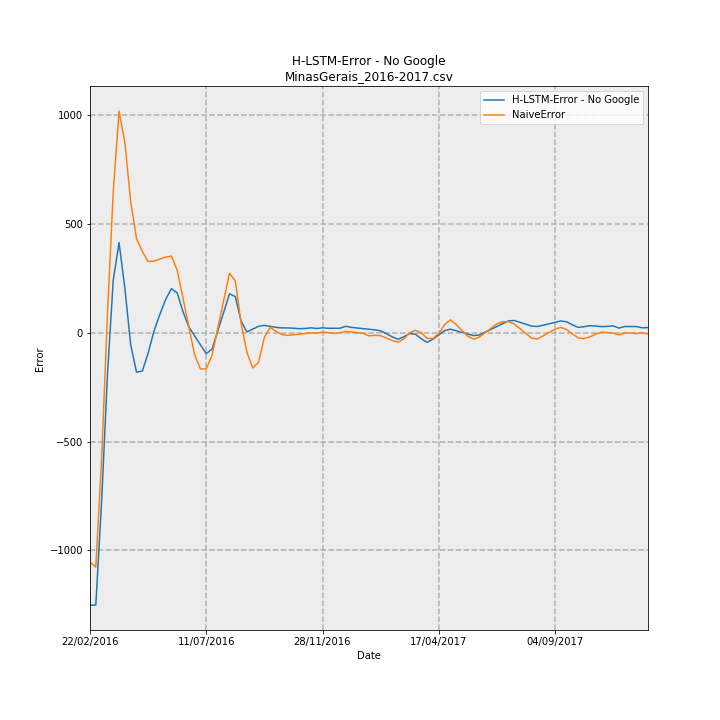 H-LSTM-Error - No Google
MinasGerais_2016-2017.csv
H-LSTM-Error - No Google
NaiveError
1000
500
0
−500
−1000
Error
22/02/2016
11/07/2016
28/11/2016
17/04/2017
04/09/2017
Date